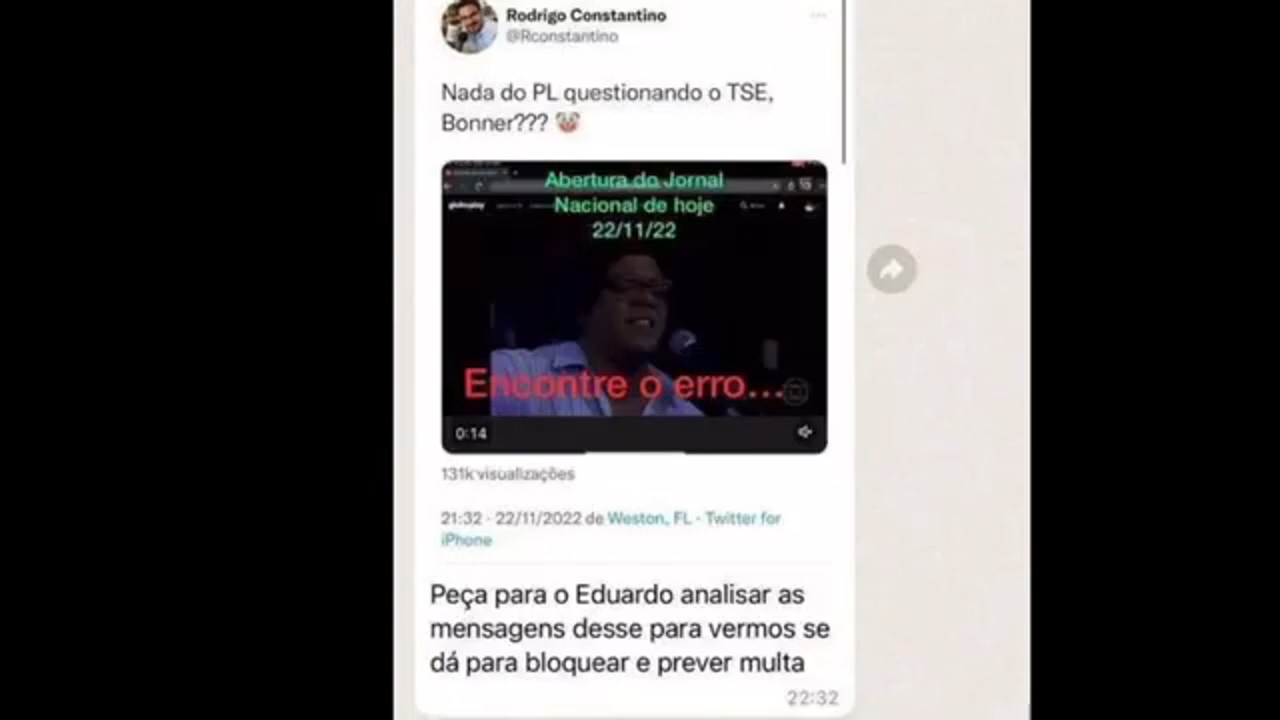 Rodrigo Constantino
@Rconstantino
Nada do PL questionando o TSE,
Bonner??? 🤡
Abertura do Jornal
Nacional de hoje
22/11/22
globoplay
Encontre o erro...
0:14
131k visualizações
21:32 · 22/11/2022 de Weston, FL · Twitter for
iPhone
Peça para o Eduardo analisar as
mensagens desse para vermos se
dá para bloquear e prever multa
22:32